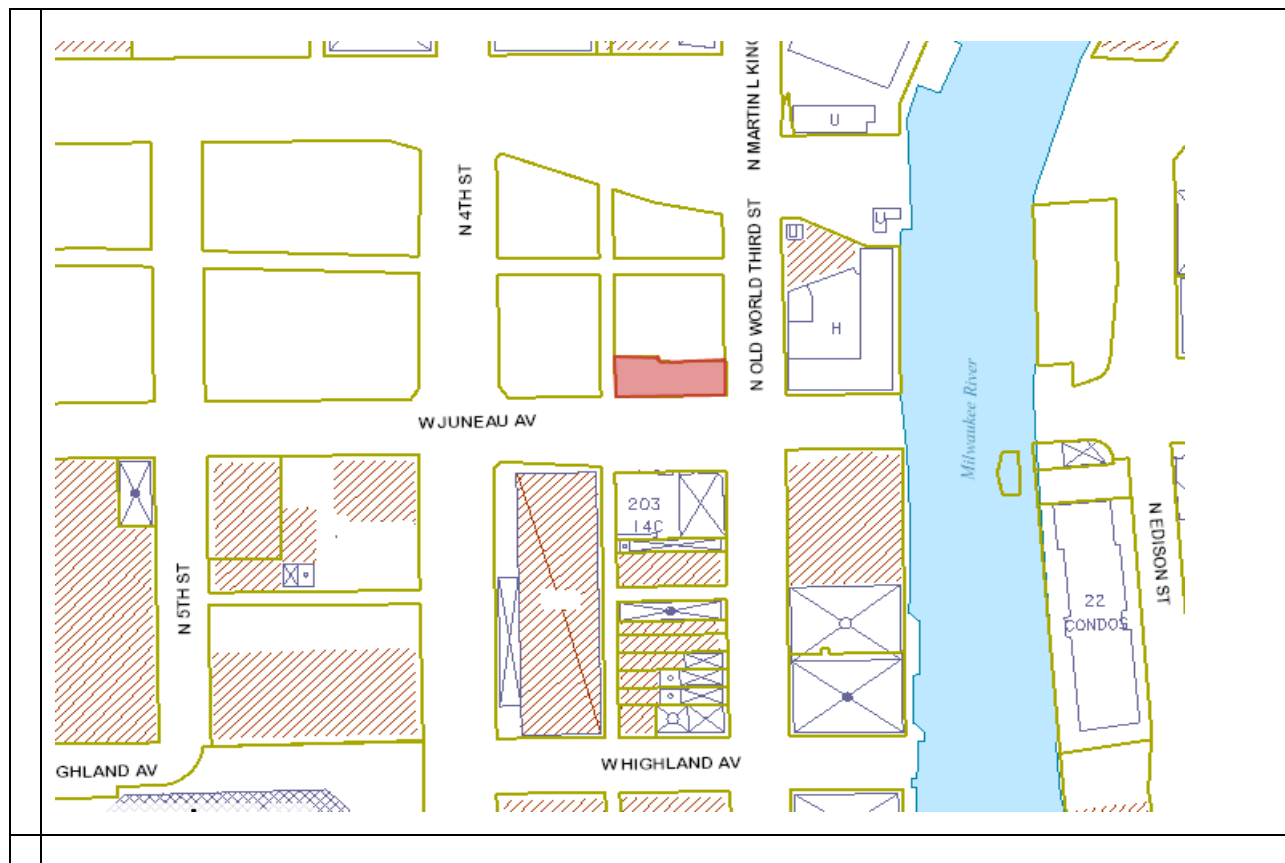 N MARTIN L KING
U
N 4TH ST
N OLD WORLD THIRD ST
U
U
H
Milwaukee River
W JUNEAU AV
203
14C
N 5TH ST
N EDISON ST
22
CONDOS
GHLAND AV
W HIGHLAND AV